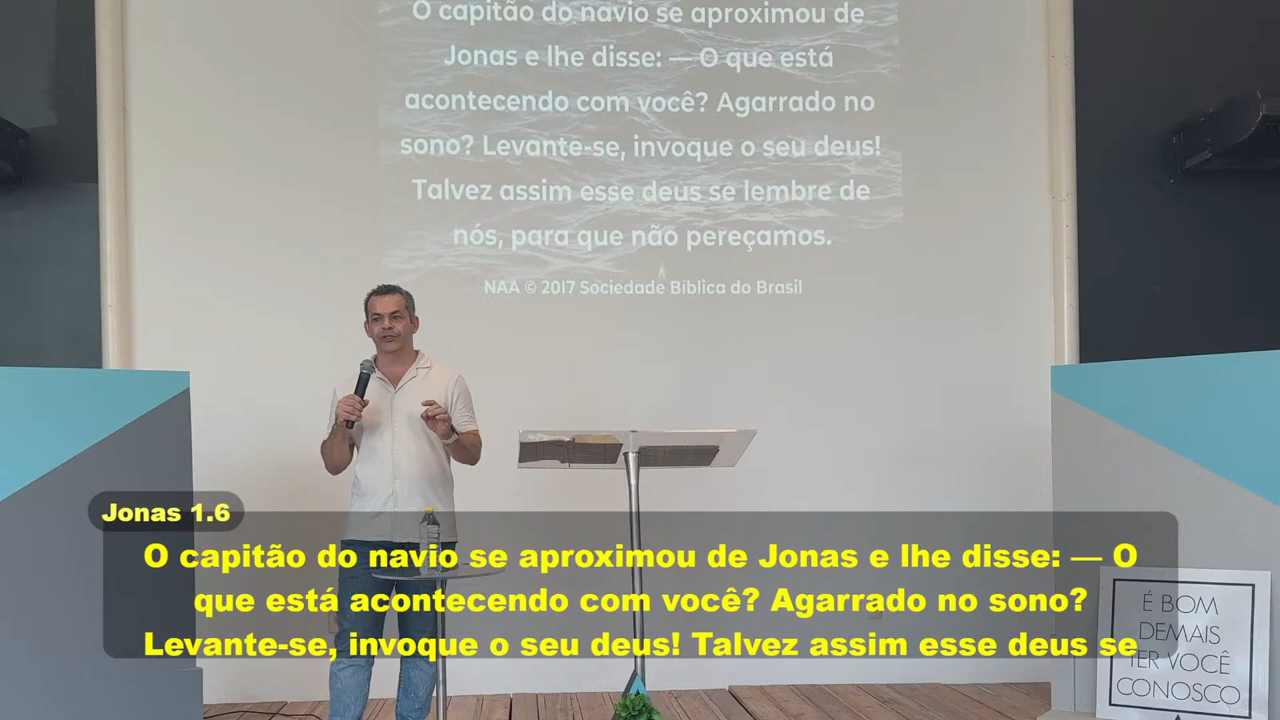 O capitão do navio se aproximou de
Jonas e lhe disse: — O que está
acontecendo com você? Agarrado no
sono? Levante-se, invoque o seu deus!
Talvez assim esse deus se lembre de
nós, para que não pereçamos.
NAA © 2017 Sociedade Bíblica do Brasil
Jonas 1.6
O capitão do navio se aproximou de Jonas e lhe disse: — O
que está acontecendo com você? Agarrado no sono?
Levante-se, invoque o seu deus! Talvez assim esse deus se
É BOM
DEMAIS
TER VOCÊ
CONOSCO